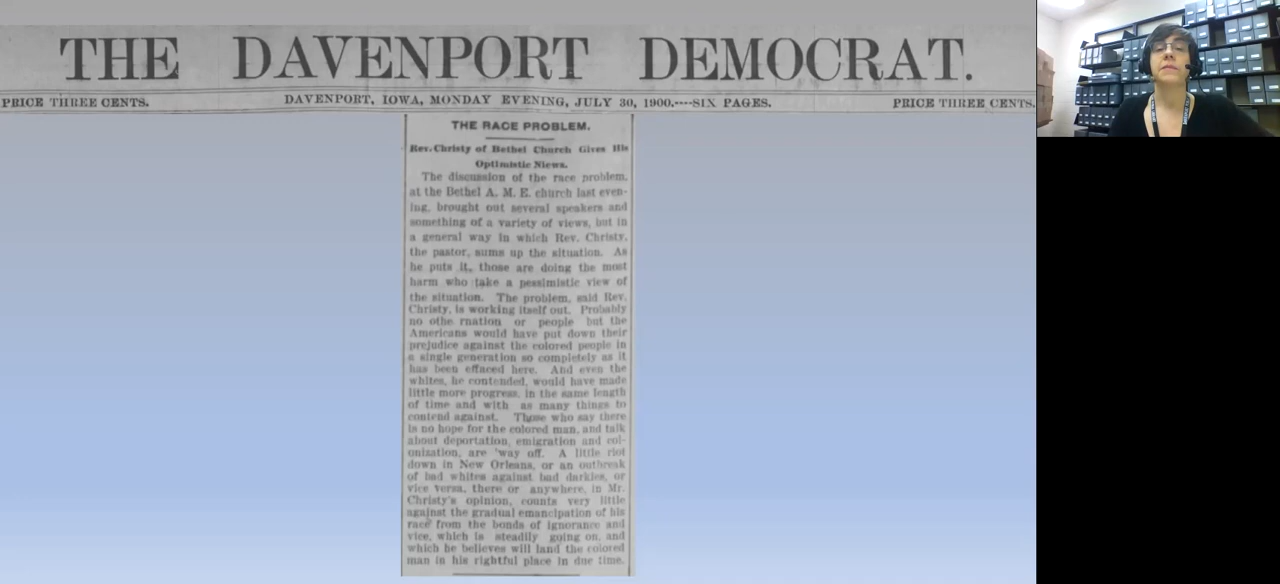 THE DAVENPORT DEMOCRAT.
PRICE THREE CENTS. DAVENPORT, IOWA, MONDAY EVENING, JULY 30, 1900.----SIX PAGES. PRICE THREE CENTS.
THE RACE PROBLEM.
Rev. Christy of Bethel Church Gives His
Optimistic Niews.
The discussion of the race problem,
at the Bethel A. M. E. church last even-
ing, brought out several speakers and
something of a variety of views, but in
a general way in which Rev. Christy,
the pastor, sums up the situation. As
he puts it, those are doing the most
harm who take a pessimistic view of
the situation. The problem, said Rev.
Christy, is working itself out. Probably
no othe rnation or people but the
Americans would have put down their
prejudice against the colored people in
a single generation so completely as it
has been effaced here. And even the
whites, he contended, would have made
little more progress, in the same length
of time and with as many things to
contend against. Those who say there
is no hope for the colored man, and talk
about deportation, emigration and col-
onization, are 'way off. A little riot
down in New Orleans, or an outbreak
of bad whites against bad darkies, or
vice versa, there or anywhere, in Mr.
Christy's opinion, counts very little
against the gradual emancipation of his
race from the bonds of ignorance and
vice, which is steadily going on, and
which he believes will land the colored
man in his rightful place in due time.